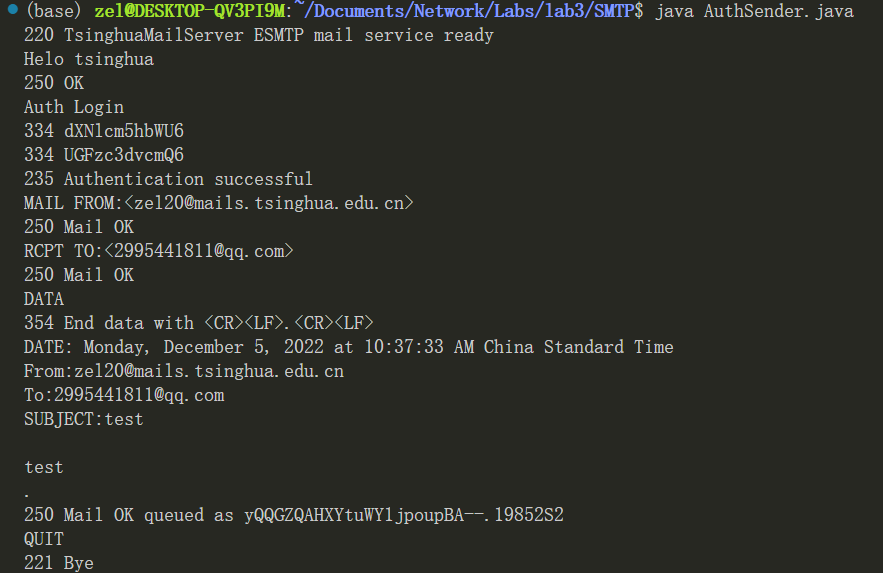 (base) zel@DESKTOP-QV3PI9M:~/Documents/Network/Labs/lab3/SMTP$ java AuthSender.java
220 TsinghuaMailServer ESMTP mail service ready
Helo tsinghua
250 OK
Auth Login
334 dXNlcm5hbWU6
334 UGFzc3dvcmQ6
235 Authentication successful
MAIL FROM:<zel20@mails.tsinghua.edu.cn>
250 Mail OK
RCPT TO:<2995441811@qq.com>
250 Mail OK
DATA
354 End data with <CR><LF>.<CR><LF>
DATE: Monday, December 5, 2022 at 10:37:33 AM China Standard Time
From:zel20@mails.tsinghua.edu.cn
To:2995441811@qq.com
SUBJECT:test

test
.
250 Mail OK queued as yQQGZQAHXYtuWY1jpoupBA--.19852S2
QUIT
221 Bye